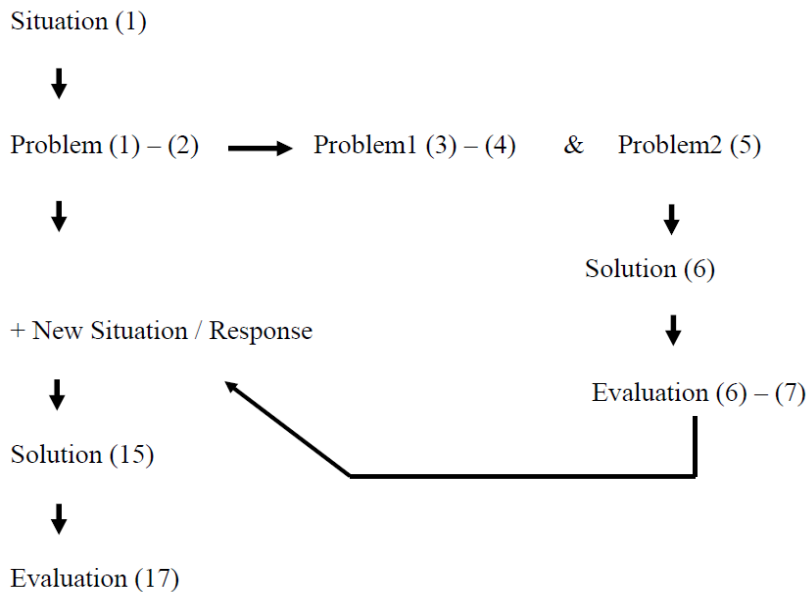 Situation (1)
Problem (1) – (2) Problem1 (3) – (4) & Problem2 (5)
Solution (6)
+ New Situation / Response
Evaluation (6) – (7)
Solution (15)
Evaluation (17)